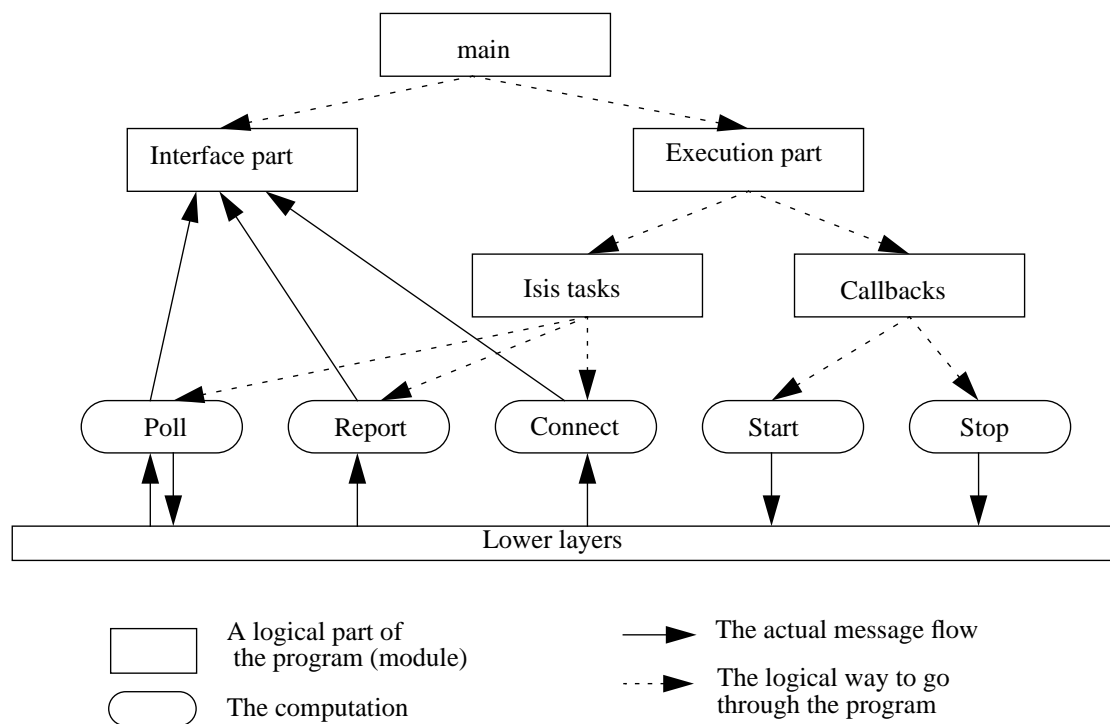 main
Interface part
Execution part
Isis tasks
Callbacks
Poll
Report
Connect
Start
Stop
Lower layers
A logical part of
the program (module)
The computation
The actual message flow
The logical way to go
through the program